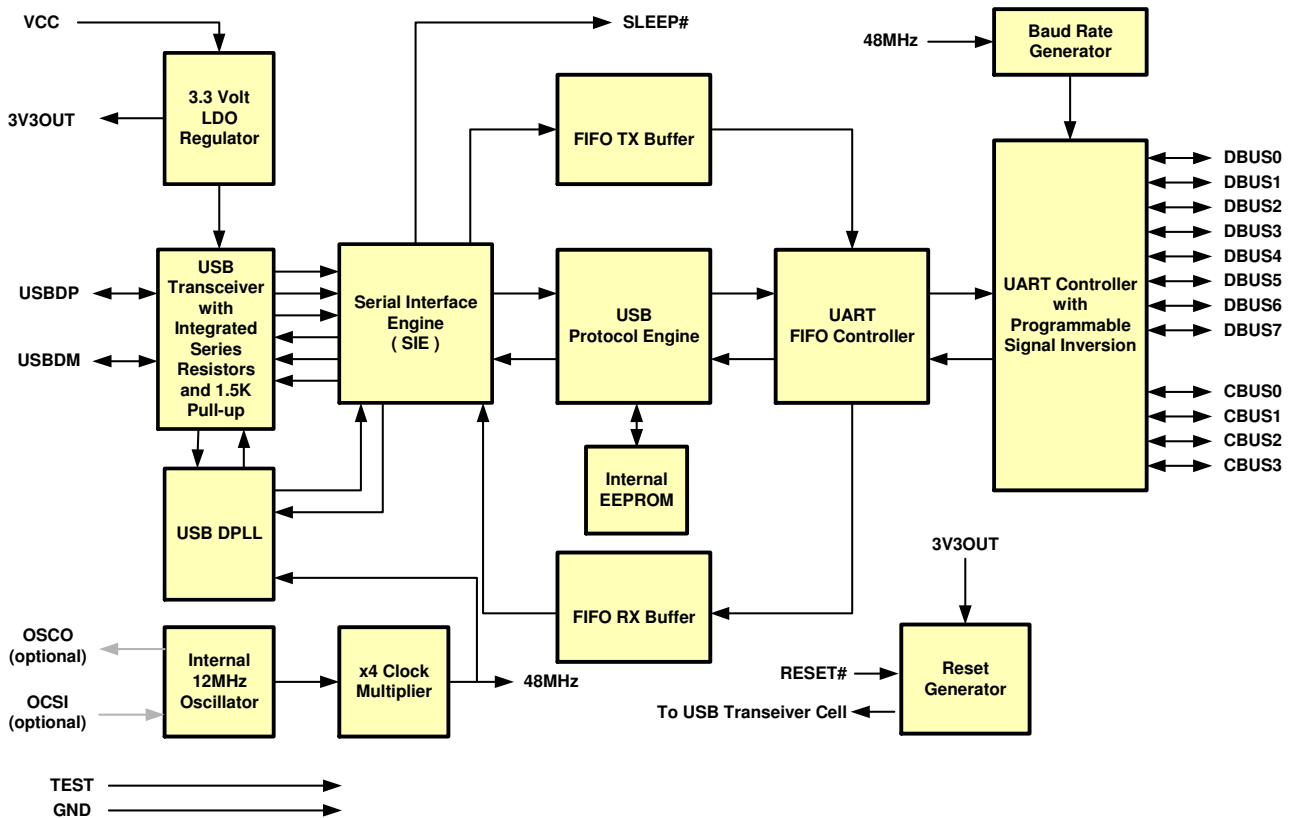 VCC
SLEEP#
48MHz
Baud Rate
Generator
3.3 Volt
LDO
Regulator
3V3OUT
FIFO TX Buffer
DBUS0
DBUS1
DBUS2
DBUS3
DBUS4
DBUS5
DBUS6
DBUS7
USBDP
USBDM
USB
Transceiver
with
Integrated
Series
Resistors
and 1.5K
Pull-up
Serial Interface
Engine
( SIE )
USB
Protocol Engine
UART
FIFO Controller
UART Controller
with
Programmable
Signal Inversion
CBUS0
CBUS1
CBUS2
CBUS3
Internal
EEPROM
USB DPLL
3V3OUT
FIFO RX Buffer
OSCO
(optional)
OCSI
(optional)
Internal
12MHz
Oscillator
x4 Clock
Multiplier
48MHz
RESET#
Reset
Generator
To USB Transeiver Cell
TEST
GND